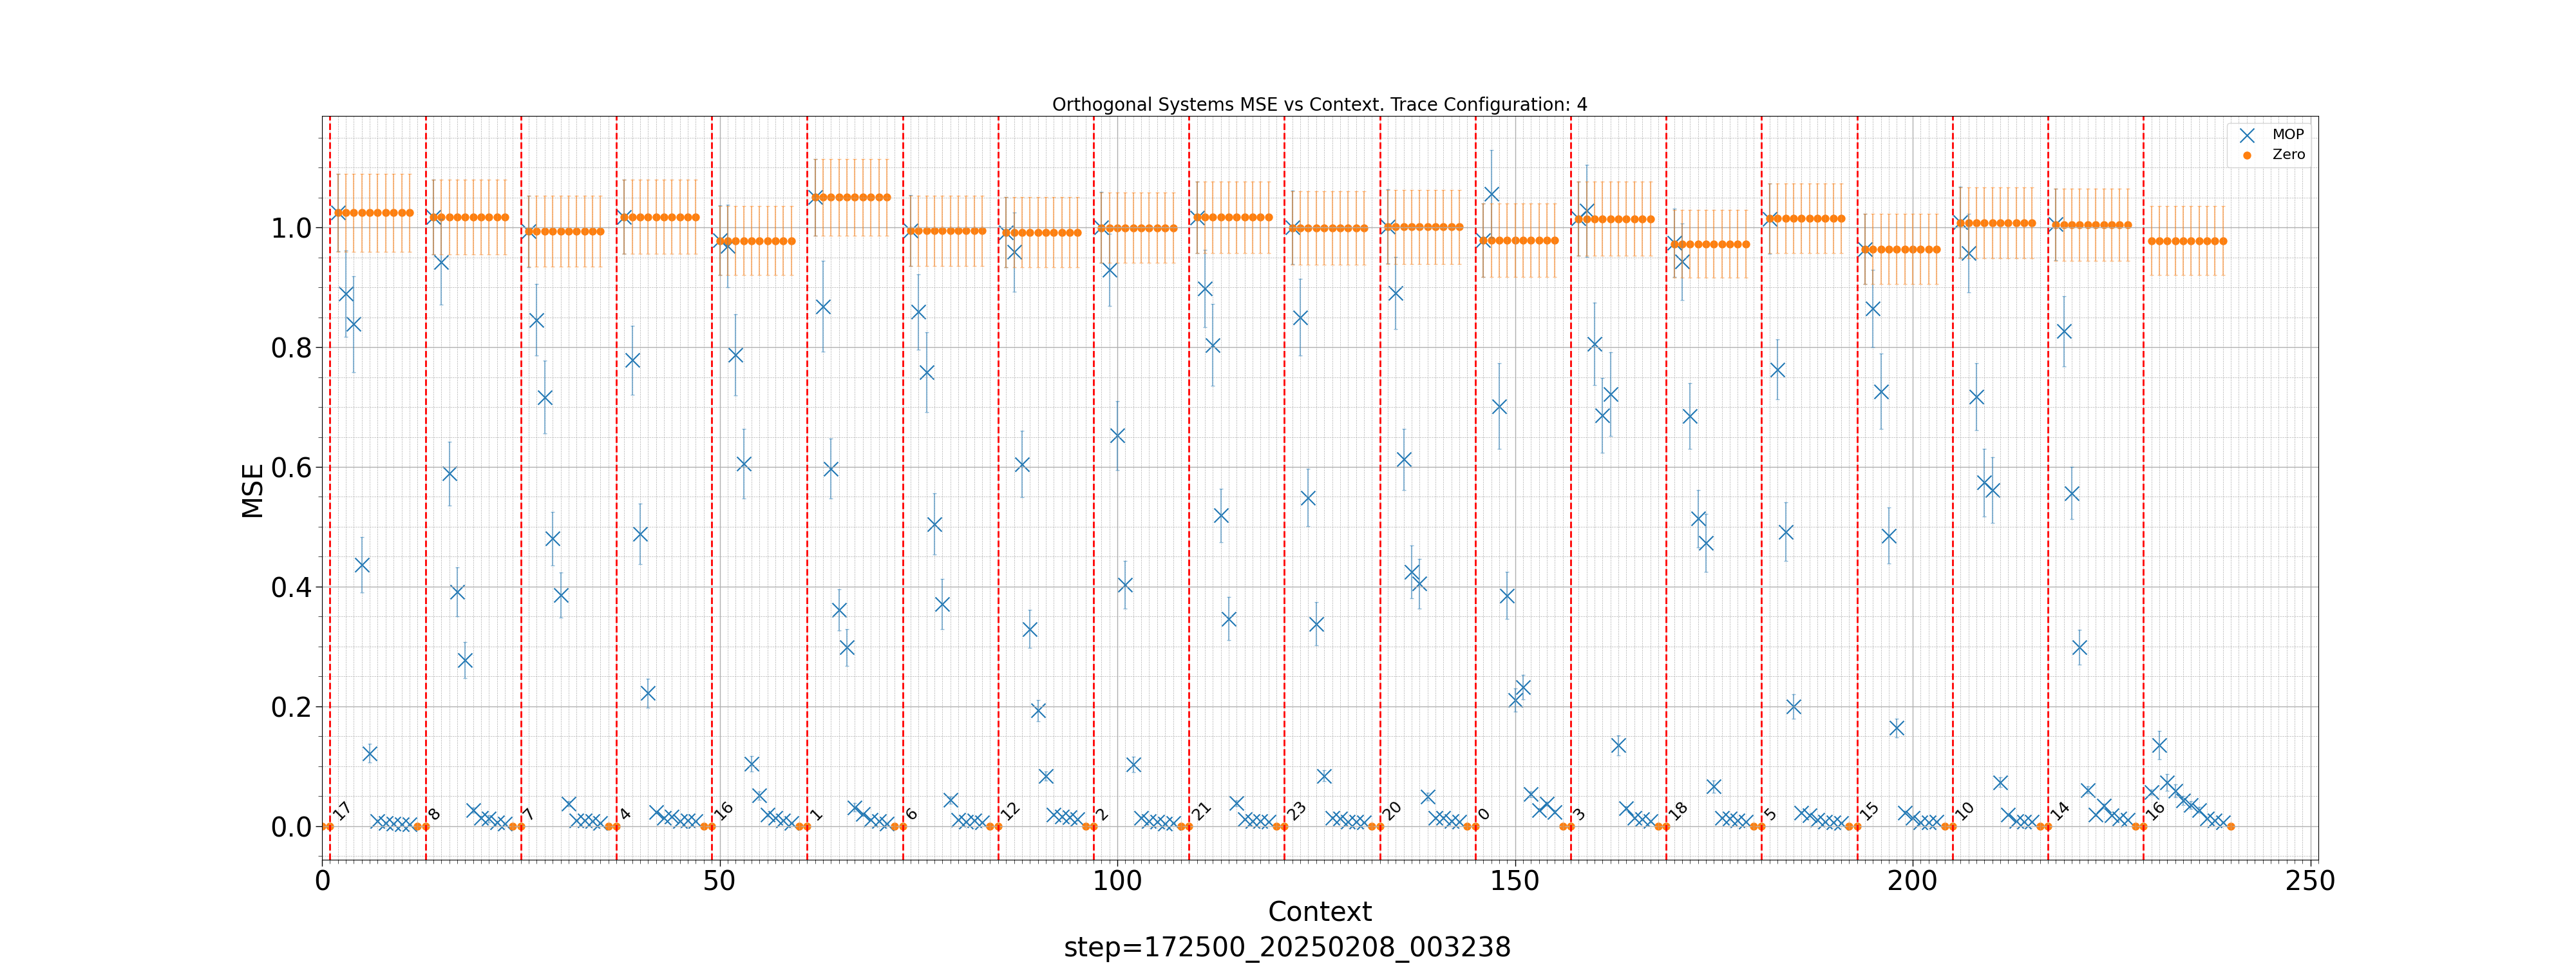 Orthogonal Systems MSE vs Context. Trace Configuration: 4
MOP
Zero
MSE
1.0
0.8
0.6
0.4
0.2
0.0
17 8 7 4 16 1 6 12 2 21 23 20 0 3 18 5 15 10 14 16
0 50 100 150 200 250
Context
step=172500_20250208_003238